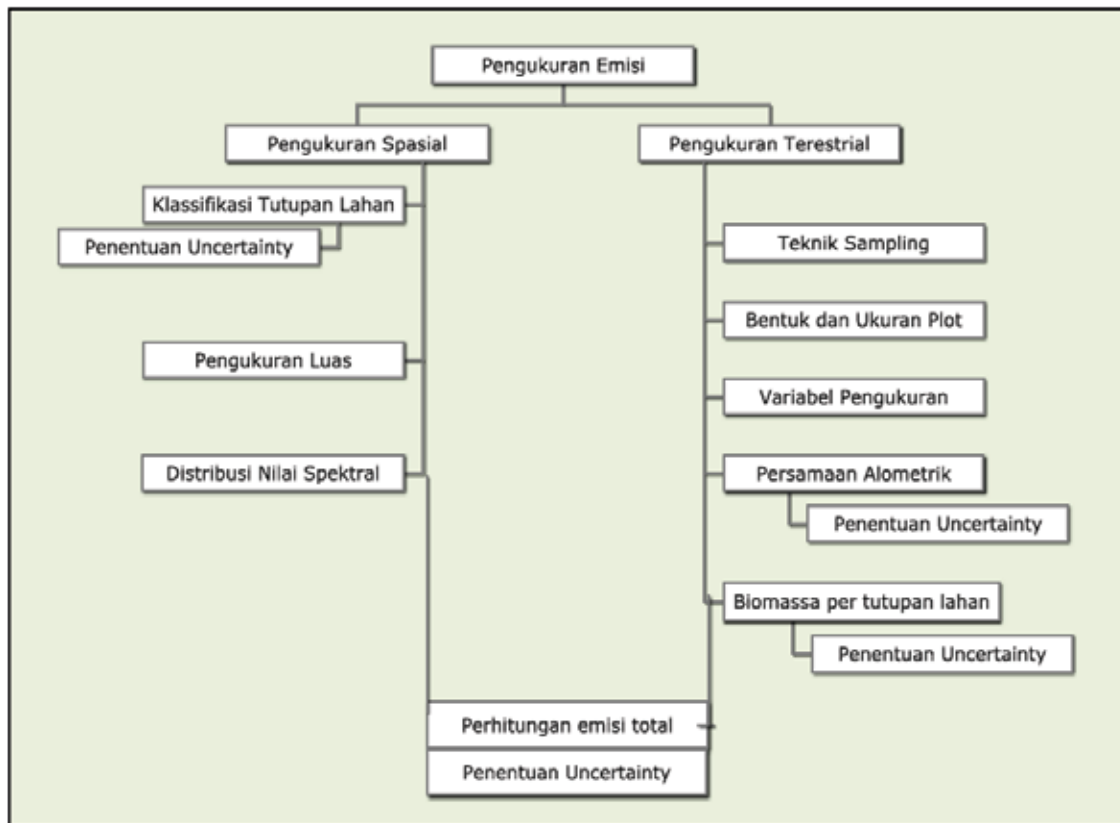 Pengukuran Emisi
Pengukuran Spasial
Pengukuran Terestrial
Klassifikasi Tutupan Lahan
Penentuan Uncertainty
Teknik Sampling
Bentuk dan Ukuran Plot
Pengukuran Luas
Variabel Pengukuran
Distribusi Nilai Spektral
Persamaan Alometrik
Penentuan Uncertainty
Biomassa per tutupan lahan
Penentuan Uncertainty
Perhitungan emisi total
Penentuan Uncertainty